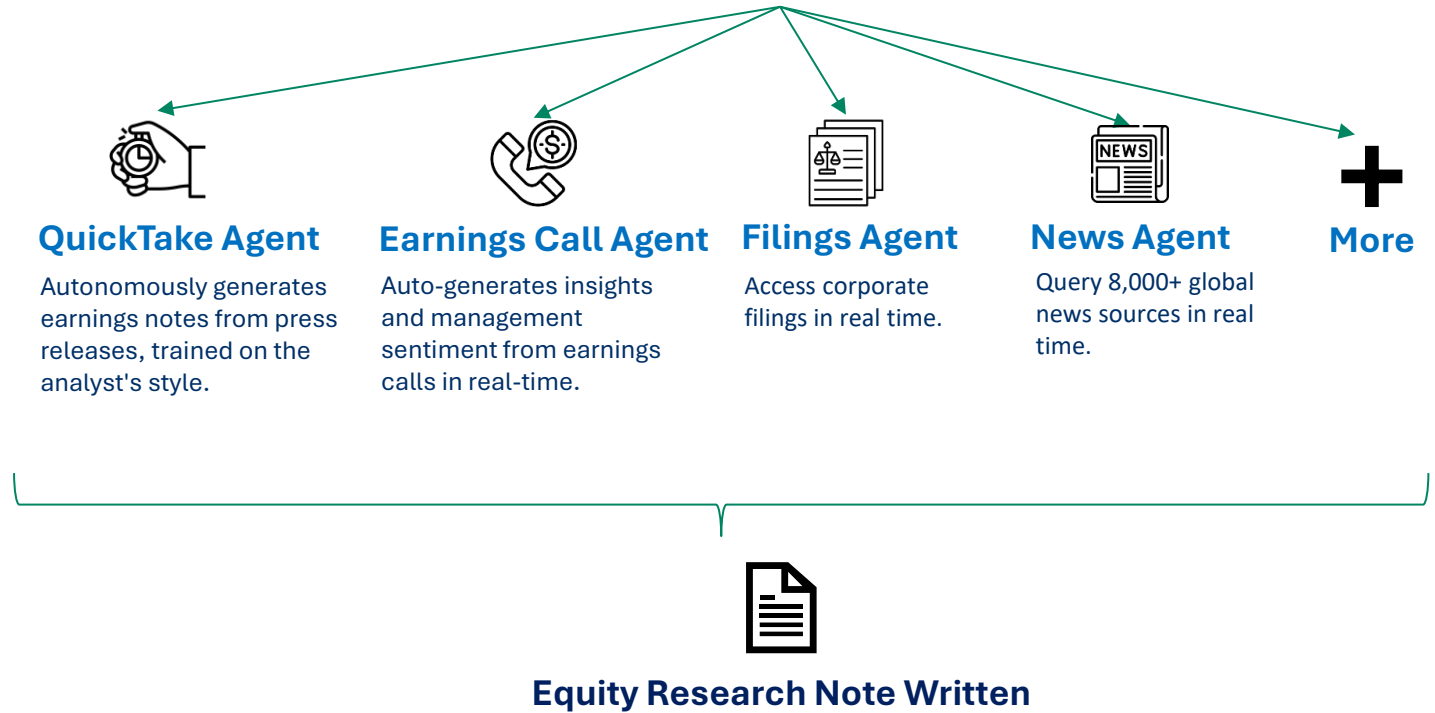 NEWS
QuickTake Agent
Autonomously generates
earnings notes from press
releases, trained on the
analyst's style.
Earnings Call Agent
Auto-generates insights
and management
sentiment from earnings
calls in real-time.
Filings Agent
Access corporate
filings in real time.
News Agent
Query 8,000+ global
news sources in real
time.
More
Equity Research Note Written